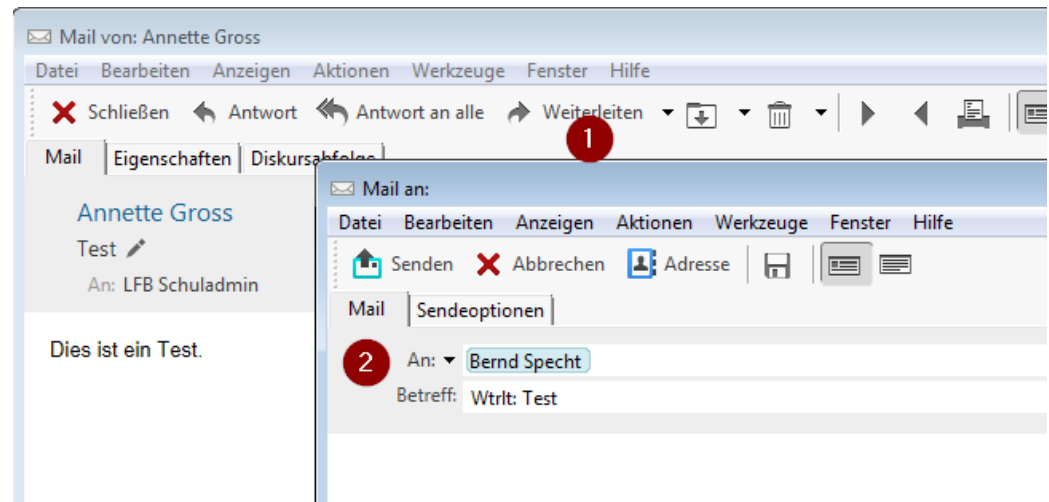 Mail von: Annette Gross
Datei Bearbeiten Anzeigen Aktionen Werkzeuge Fenster Hilfe
Schließen Antwort Antwort an alle Weiterleiten
1
Mail Eigenschaften Diskursabfolge
Annette Gross
Test
An: LFB Schuladmin
Dies ist ein Test.
Mail an:
Datei Bearbeiten Anzeigen Aktionen Werkzeuge Fenster Hilfe
Senden Abbrechen Adresse
Mail Sendeoptionen
2 An: Bernd Specht
Betreff: Wtrlt: Test